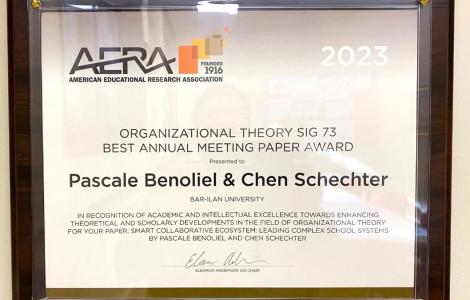 AERA
FOUNDED
1916
AMERICAN EDUCATIONAL RESEARCH ASSOCIATION
2023
ORGANIZATIONAL THEORY SIG 73
BEST ANNUAL MEETING PAPER AWARD
Presented to
Pascale Benoliel & Chen Schechter
BAR-ILAN UNIVERSITY
IN RECOGNITION OF ACADEMIC AND INTELLECTUAL EXCELLENCE TOWARDS ENHANCING
THEORETICAL AND SCHOLARLY DEVELOPMENTS IN THE FIELD OF ORGANIZATIONAL THEORY
FOR YOUR PAPER: SMART COLLABORATIVE ECOSYSTEM: LEADING COMPLEX SCHOOL SYSTEMS
BY PASCALE BENOLIEL AND CHEN SCHECHTER
ELEANOR ANDERSON, SIG CHAIR